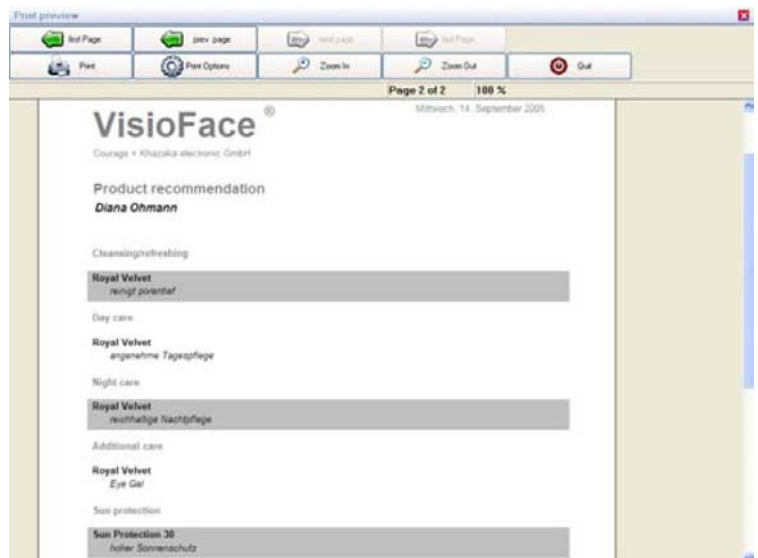 Print preview
first Page
prev page
next page
last Page
Print
Print Options
Zoom In
Zoom Out
Quit
Page 2 of 2
100 %
VisioFace ®
Mittwoch, 14. September 2005
Courage + Khazaka electronic GmbH
Product recommendation
Diana Ohmann
Cleansing/refreshing
Royal Velvet
reinigt porentief
Day care
Royal Velvet
angenehme Tagespflege
Night care
Royal Velvet
reichhaltige Nachtpflege
Additional care
Royal Velvet
Eye Gel
Sun protection
Sun Protection 30
hoher Sonnenschutz